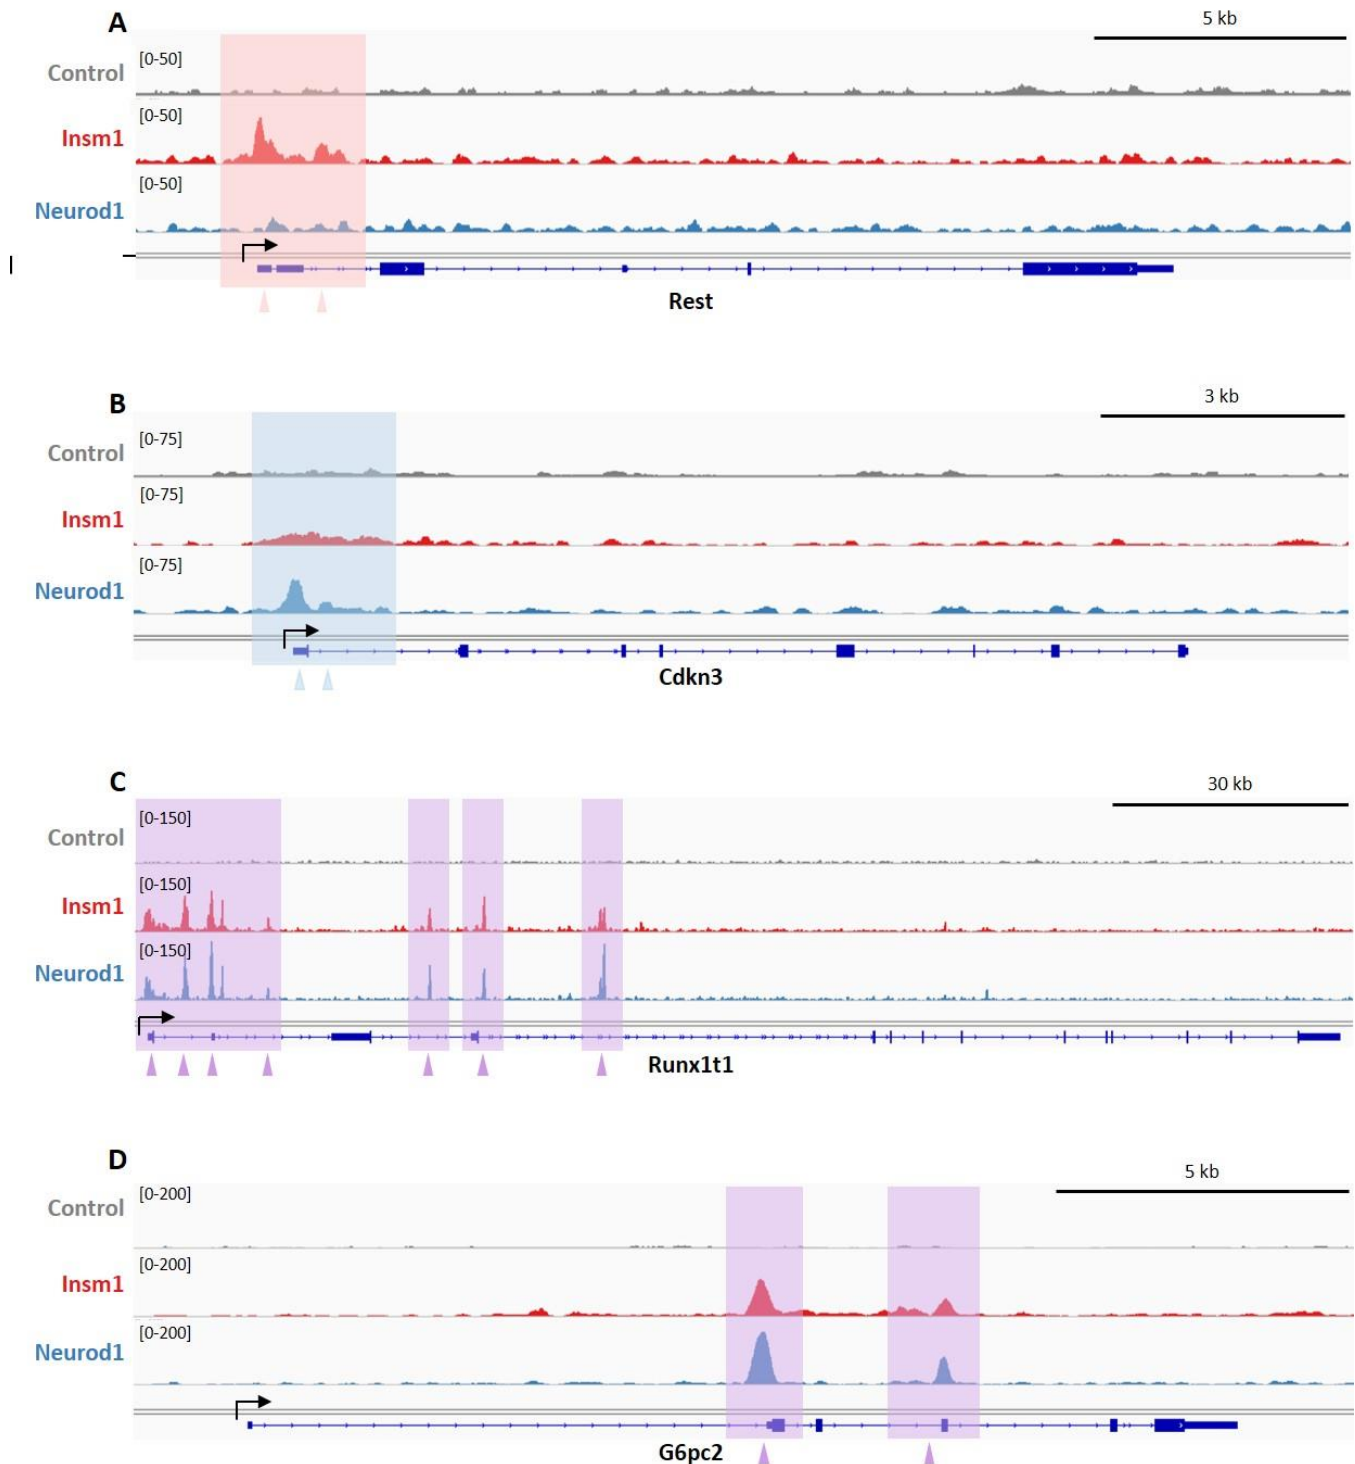 A
5 kb
Control [0-50]
Insm1 [0-50]
Neurod1 [0-50]
Rest
B
3 kb
Control [0-75]
Insm1 [0-75]
Neurod1 [0-75]
Cdkn3
C
30 kb
Control [0-150]
Insm1 [0-150]
Neurod1 [0-150]
Runx1t1
D
5 kb
Control [0-200]
Insm1 [0-200]
Neurod1 [0-200]
G6pc2